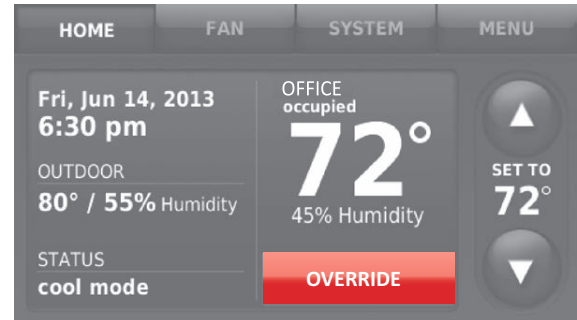 HOME FAN SYSTEM MENU
Fri, Jun 14, 2013
6:30 pm
OUTDOOR
80° / 55% Humidity
STATUS
cool mode
OFFICE
occupied
72°
45% Humidity
OVERRIDE
SET TO
72°